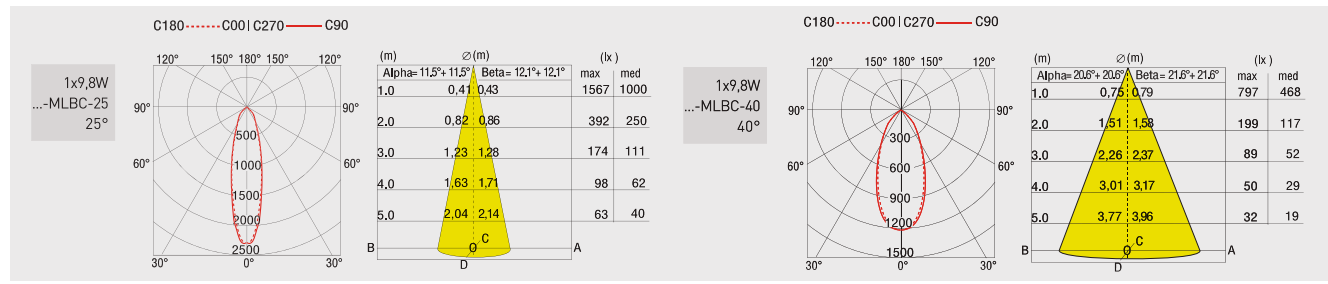 C180 C00 | C270 C90
1x9,8W
...-MLBC-25
25°
120° 150° 180° 150° 120°
90° 90°
60° 60°
500
1000
1500
2000
2500
30° 0° 30°
(m) ∅(m) (lx)
Alpha= 11.5°+ 11.5° Beta= 12.1°+ 12.1° max med
1.0 0,41 0,43 1567 1000
2.0 0,82 0,86 392 250
3.0 1,23 1,28 174 111
4.0 1,63 1,71 98 62
5.0 2,04 2,14 63 40
C
B O A
D
C180 C00 | C270 C90
1x9,8W
...-MLBC-40
40°
120° 150° 180° 150° 120°
90° 90°
60° 60°
300
600
900
1200
1500
30° 0° 30°
(m) ∅(m) (lx)
Alpha= 20.6°+ 20.6° Beta= 21.6°+ 21.6° max med
1.0 0,75 0,79 797 468
2.0 1,51 1,58 199 117
3.0 2,26 2,37 89 52
4.0 3,01 3,17 50 29
5.0 3,77 3,96 32 19
C
B O A
D